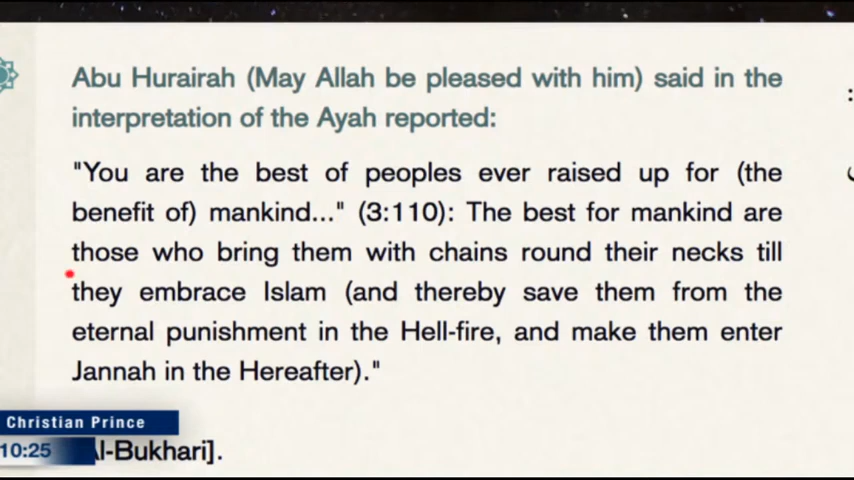 Abu Hurairah (May Allah be pleased with him) said in the
interpretation of the Ayah reported:
"You are the best of peoples ever raised up for (the
benefit of) mankind..." (3:110): The best for mankind are
those who bring them with chains round their necks till
they embrace Islam (and thereby save them from the
eternal punishment in the Hell-fire, and make them enter
Jannah in the Hereafter)."
Christian Prince
10:25
l-Bukhari].